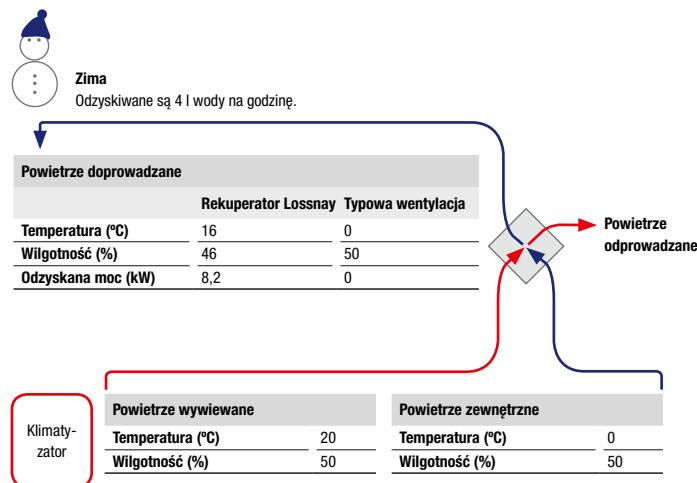 Zima
Odzyskiwane są 4 l wody na godzinę.
Powietrze doprowadzane
Rekuperator Lossnay Typowa wentylacja
Temperatura (ºC) 16 0
Wilgotność (%) 46 50
Odzyskana moc (kW) 8,2 0
Powietrze
odprowadzane
Klimaty-
zator
Powietrze wywiewane
Temperatura (ºC) 20
Wilgotność (%) 50
Powietrze zewnętrzne
Temperatura (ºC) 0
Wilgotność (%) 50